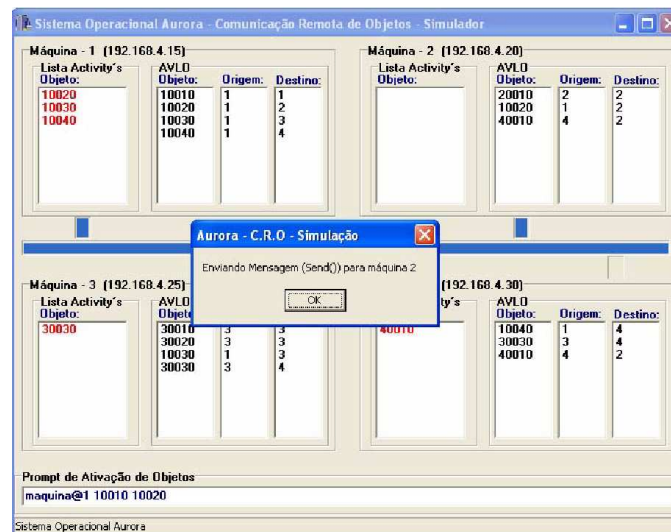 Sistema Operacional Aurora - Comunicação Remota de Objetos - Simulador
Máquina - 1 (192.168.4.15)
Lista Activity's
Objeto:
10020
10030
10040
AVLO
Objeto: Origem: Destino:
10010 1 1
10020 1 2
10030 1 3
10040 1 4
Máquina - 2 (192.168.4.20)
Lista Activity's
Objeto:
AVLO
Objeto: Origem: Destino:
20010 2 2
10020 1 2
40010 4 2
Aurora - C.R.O - Simulação
Enviando Mensagem (Send()) para máquina 2
OK
Máquina - 3 (192.168.4.25)
Lista Activity's
Objeto:
30030
AVLO
30010 3 3
30020 3 3
10030 1 3
30030 3 4
(192.168.4.30)
40010
AVLO
Objeto: Origem: Destino:
10040 1 4
30030 3 4
40010 4 2
Prompt de Ativação de Objetos
maquina@1 10010 10020
Sistema Operacional Aurora